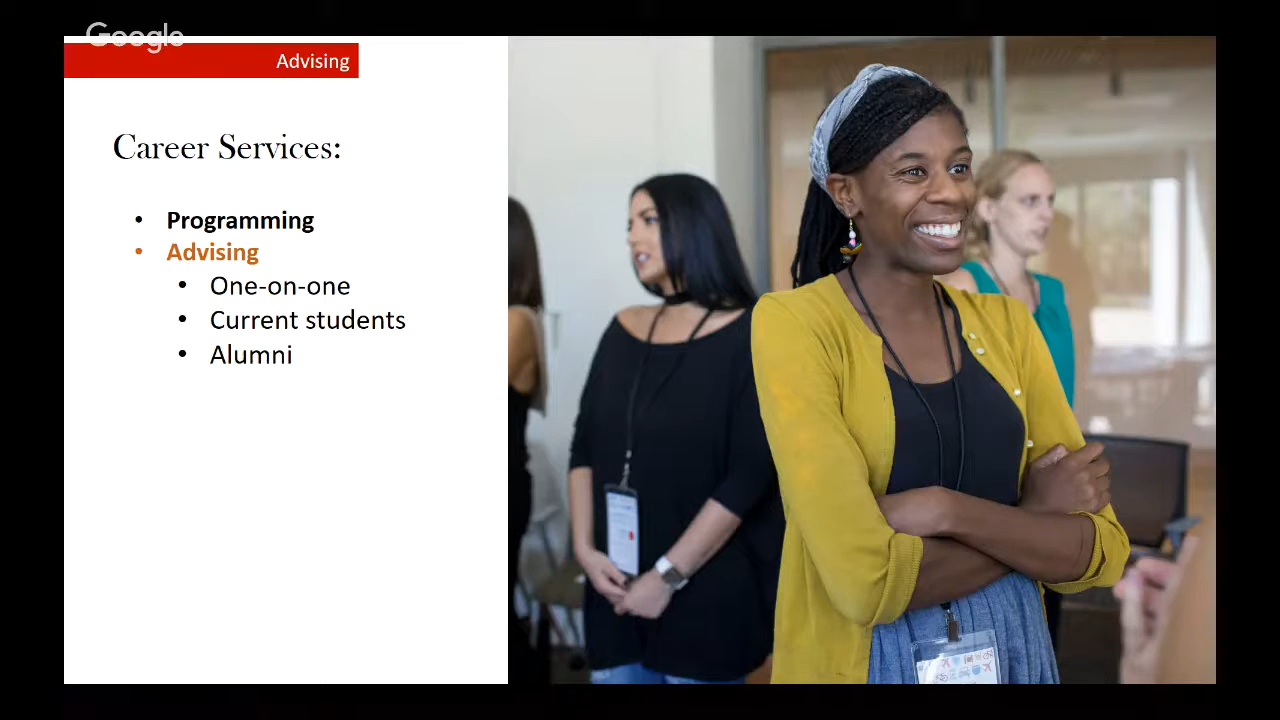 Google
Advising
Career Services:
• Programming
• Advising
• One-on-one
• Current students
• Alumni